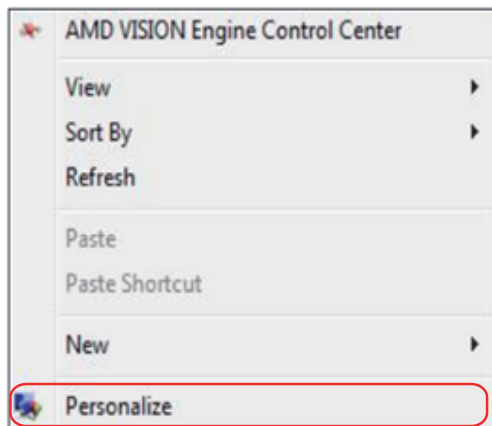 AMD VISION Engine Control Center
View
Sort By
Refresh
Paste
Paste Shortcut
New
Personalize